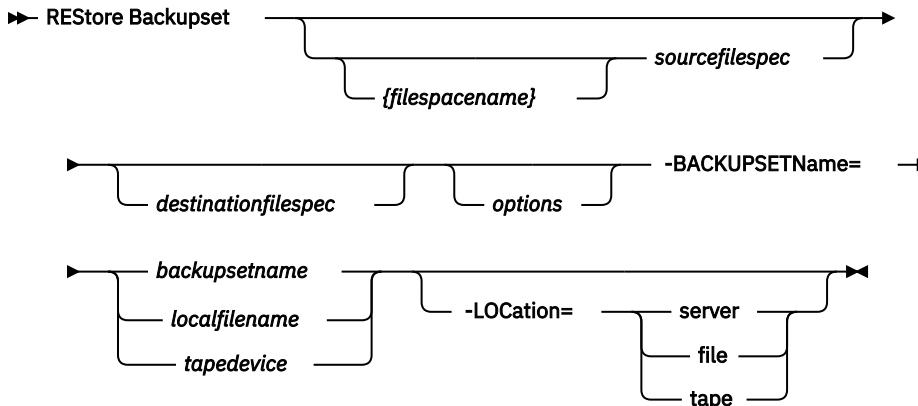 REStore Backupset
sourcefilespec
{filespacename}
destinationfilespec
options
-BACKUPSETName=
backupsetname
localfilename
tapedevice
-LOCation=
server
file
tape